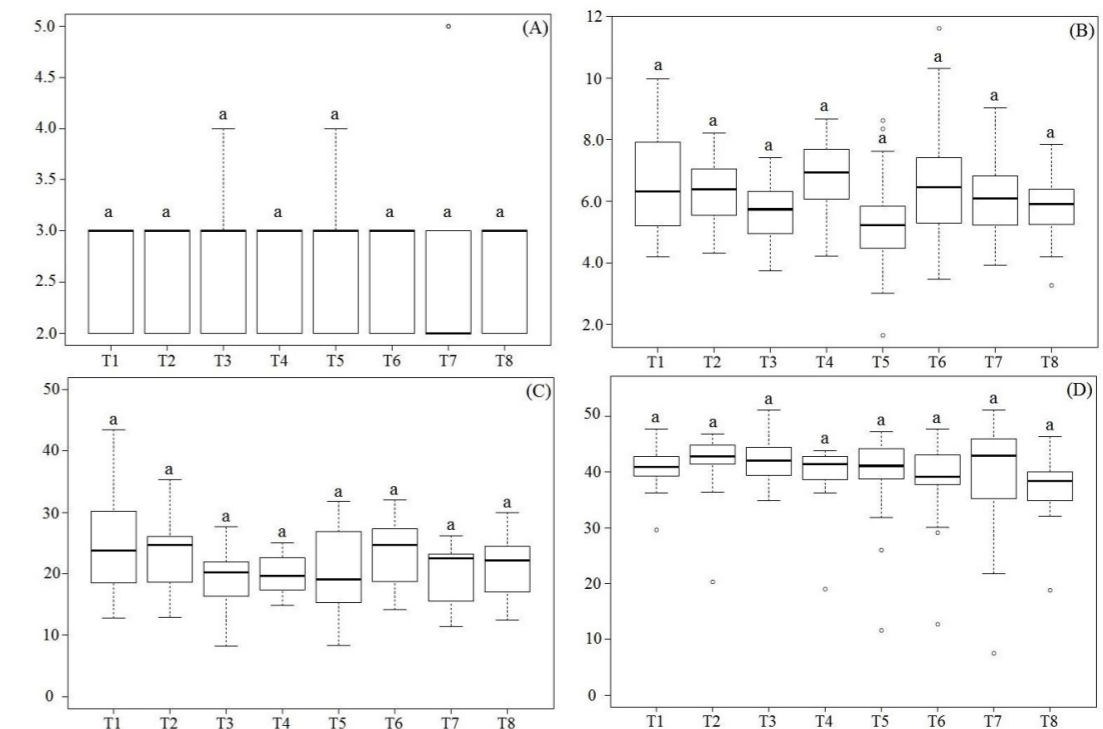 (A)
5.0
4.5
4.0
3.5
3.0
2.5
2.0
a a a a a a a
T1 T2 T3 T4 T5 T6 T7 T8
(B)
12
10
8.0
6.0
4.0
2.0
a a a a a a a a
T1 T2 T3 T4 T5 T6 T7 T8
(C)
50
40
30
20
10
0
a a a a a a a a
T1 T2 T3 T4 T5 T6 T7 T8
(D)
50
40
30
20
10
0
a a a a a a a a
T1 T2 T3 T4 T5 T6 T7 T8